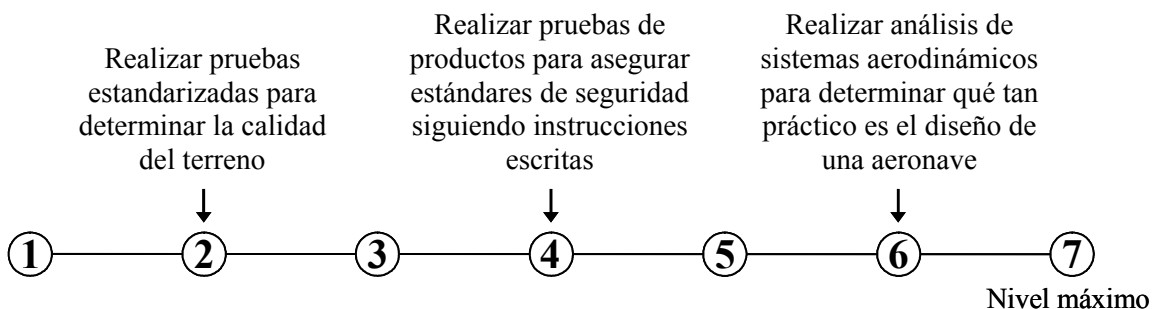 Realizar pruebas
estandarizadas para
determinar la calidad
del terreno
Realizar pruebas de
productos para asegurar
estándares de seguridad
siguiendo instrucciones
escritas
Realizar análisis de
sistemas aerodinámicos
para determinar qué tan
práctico es el diseño de
una aeronave
1 2 3 4 5 6 7
Nivel máximo